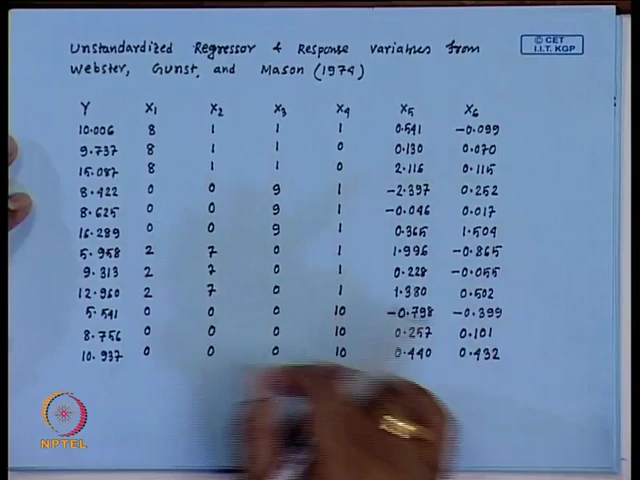 Unstandardized Regressor & Response variables from
Webster, Gunst, and Mason (1974)
© CET
I.I.T. KGP
Y X1 X2 X3 X4 X5 X6
10.006 8 1 1 1 0.541 -0.099
9.737 8 1 1 0 0.130 0.070
15.087 8 1 1 0 2.116 0.115
8.422 0 0 9 1 -2.397 0.252
8.625 0 0 9 1 -0.046 0.017
16.289 0 0 9 1 0.365 1.504
5.958 2 7 0 1 1.996 -0.865
9.313 2 7 0 1 0.228 -0.055
12.960 2 7 0 1 1.380 0.502
5.541 0 0 0 10 -0.798 -0.399
8.756 0 0 0 10 0.257 0.101
10.937 0 0 0 10 0.440 0.432
NPTEL